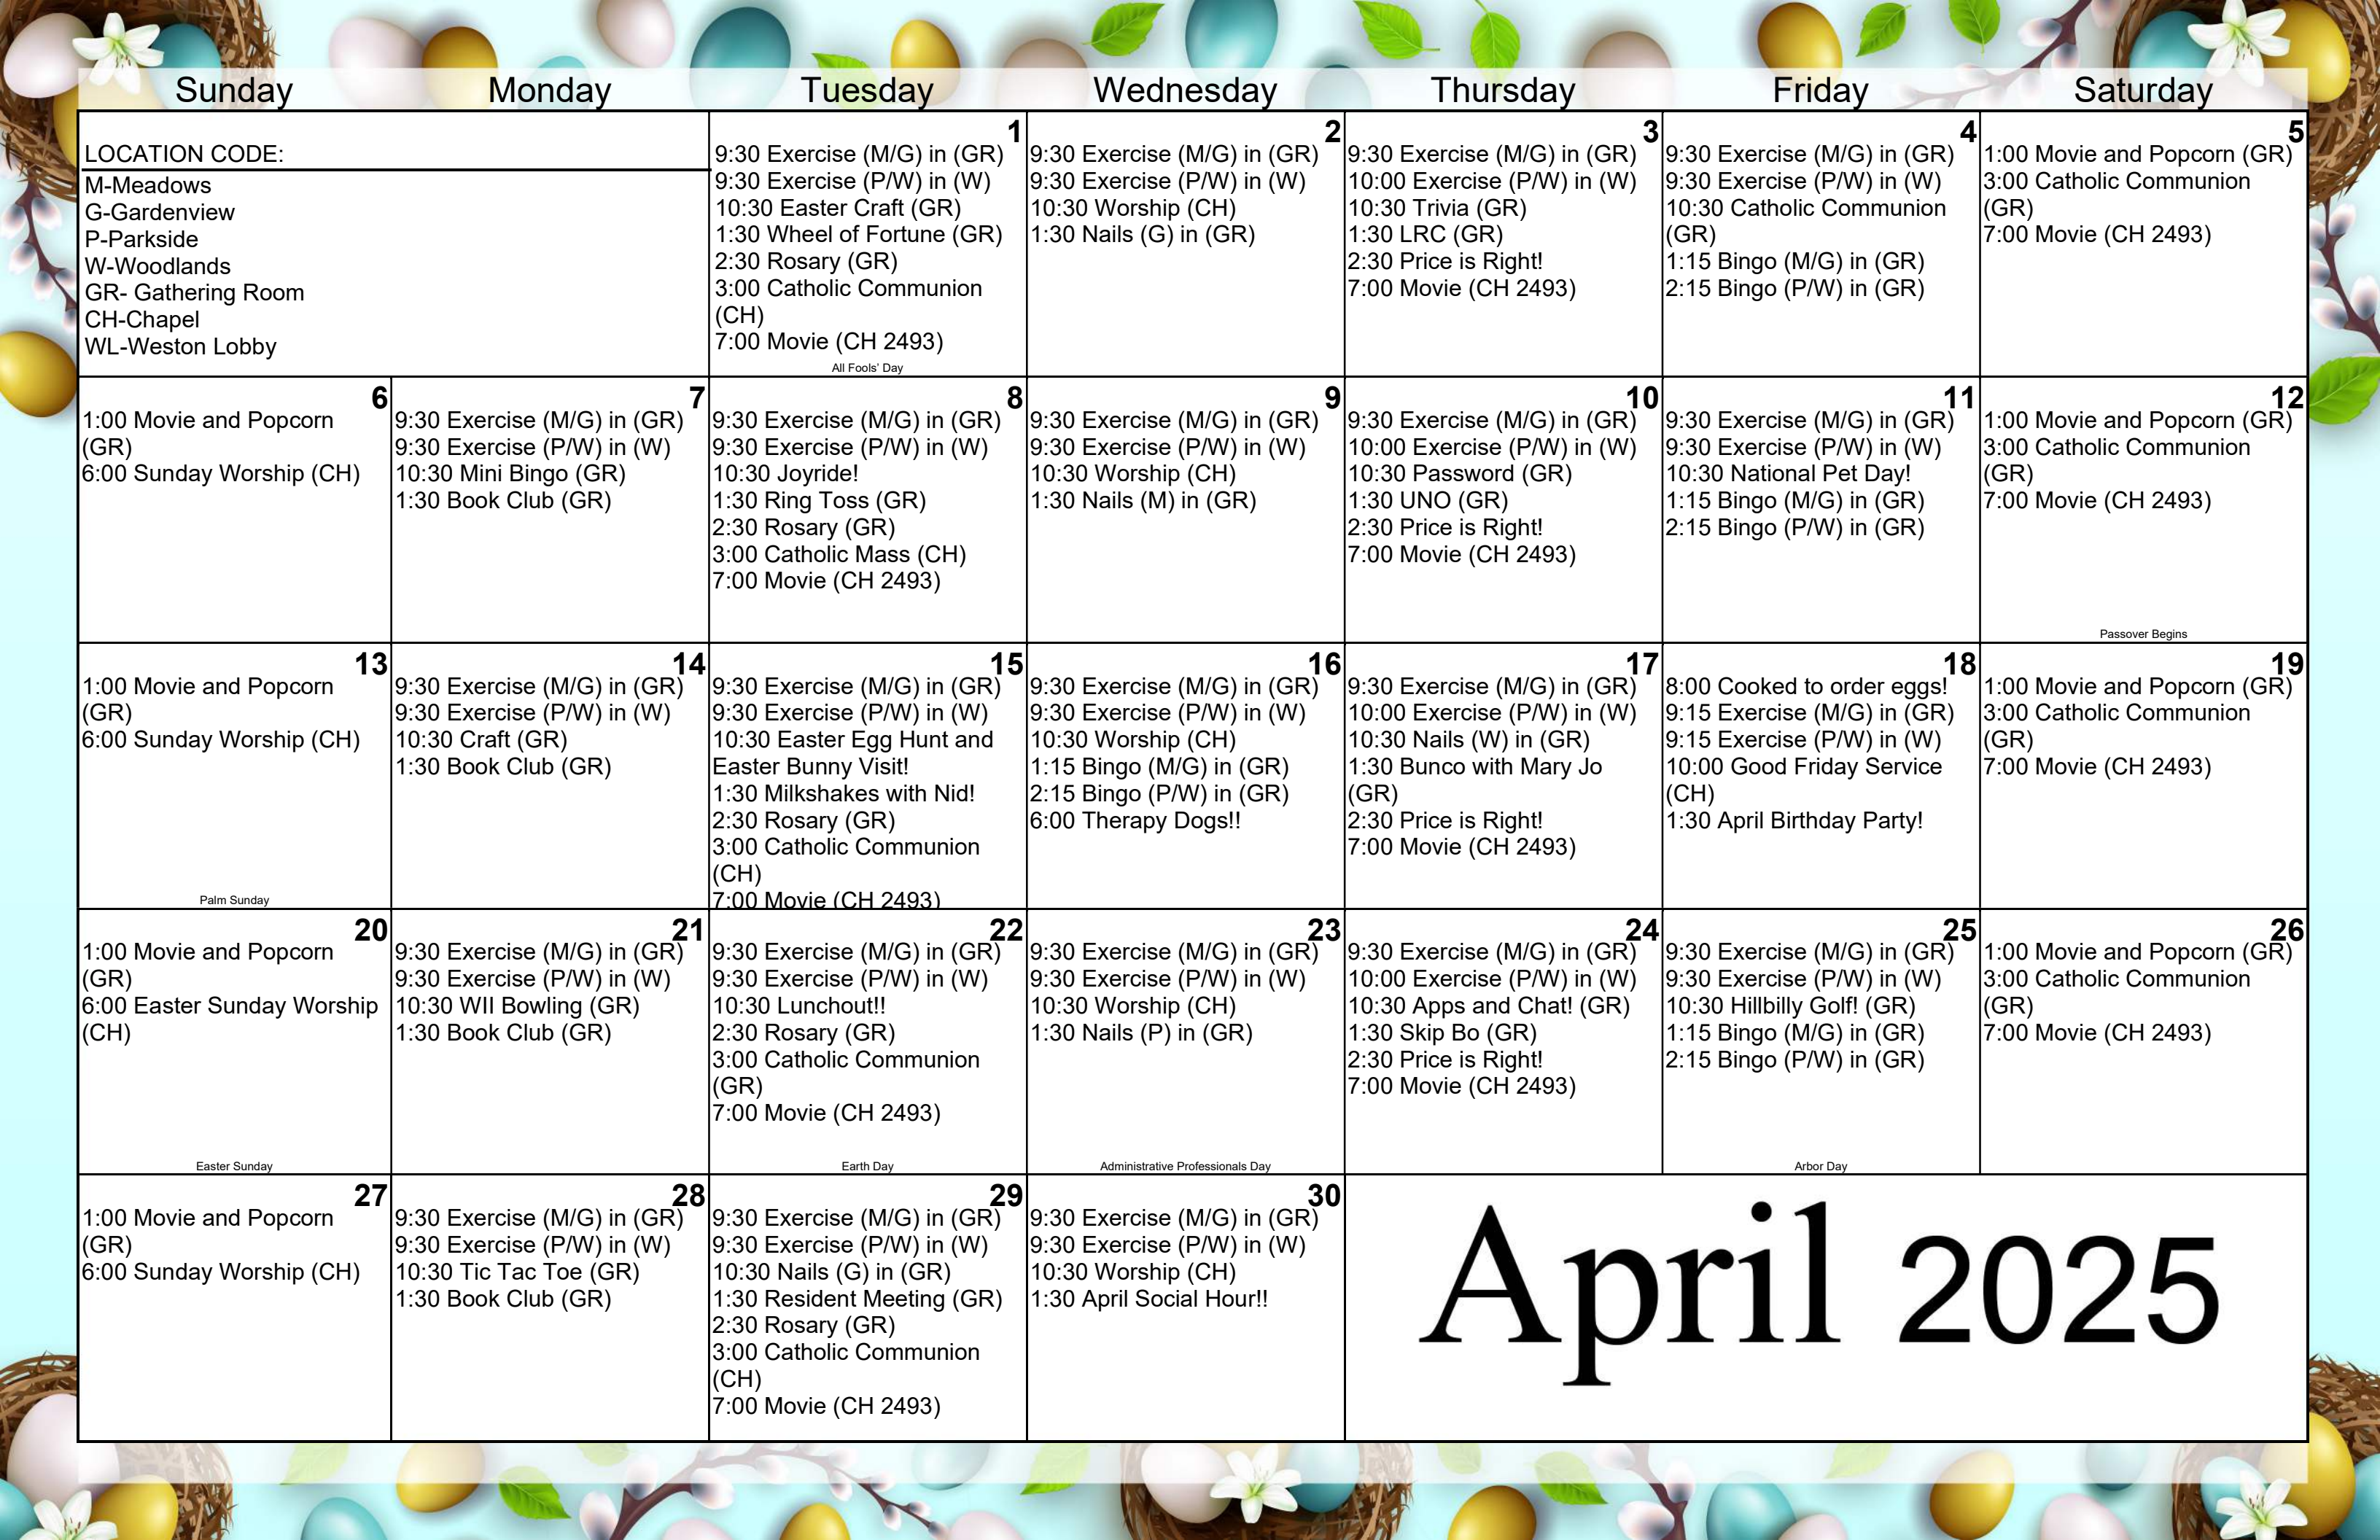 Sunday Monday Tuesday Wednesday Thursday Friday Saturday
LOCATION CODE:
M-Meadows
G-Gardenview
P-Parkside
W-Woodlands
GR- Gathering Room
CH-Chapel
WL-Weston Lobby
1
9:30 Exercise (M/G) in (GR)
9:30 Exercise (P/W) in (W)
10:30 Easter Craft (GR)
1:30 Wheel of Fortune (GR)
2:30 Rosary (GR)
3:00 Catholic Communion
(CH)
7:00 Movie (CH 2493)
All Fools' Day
2
9:30 Exercise (M/G) in (GR)
9:30 Exercise (P/W) in (W)
10:30 Worship (CH)
1:30 Nails (G) in (GR)
3
9:30 Exercise (M/G) in (GR)
10:00 Exercise (P/W) in (W)
10:30 Trivia (GR)
1:30 LRC (GR)
2:30 Price is Right!
7:00 Movie (CH 2493)
4
9:30 Exercise (M/G) in (GR)
9:30 Exercise (P/W) in (W)
10:30 Catholic Communion
(GR)
1:15 Bingo (M/G) in (GR)
2:15 Bingo (P/W) in (GR)
5
1:00 Movie and Popcorn (GR)
3:00 Catholic Communion
(GR)
7:00 Movie (CH 2493)
6
1:00 Movie and Popcorn
(GR)
6:00 Sunday Worship (CH)
7
9:30 Exercise (M/G) in (GR)
9:30 Exercise (P/W) in (W)
10:30 Mini Bingo (GR)
1:30 Book Club (GR)
8
9:30 Exercise (M/G) in (GR)
9:30 Exercise (P/W) in (W)
10:30 Joyride!
1:30 Ring Toss (GR)
2:30 Rosary (GR)
3:00 Catholic Mass (CH)
7:00 Movie (CH 2493)
9
9:30 Exercise (M/G) in (GR)
9:30 Exercise (P/W) in (W)
10:30 Worship (CH)
1:30 Nails (M) in (GR)
10
9:30 Exercise (M/G) in (GR)
10:00 Exercise (P/W) in (W)
10:30 Password (GR)
1:30 UNO (GR)
2:30 Price is Right!
7:00 Movie (CH 2493)
11
9:30 Exercise (M/G) in (GR)
9:30 Exercise (P/W) in (W)
10:30 National Pet Day!
1:15 Bingo (M/G) in (GR)
2:15 Bingo (P/W) in (GR)
12
1:00 Movie and Popcorn (GR)
3:00 Catholic Communion
(GR)
7:00 Movie (CH 2493)
Passover Begins
13
1:00 Movie and Popcorn
(GR)
6:00 Sunday Worship (CH)
Palm Sunday
14
9:30 Exercise (M/G) in (GR)
9:30 Exercise (P/W) in (W)
10:30 Craft (GR)
1:30 Book Club (GR)
15
9:30 Exercise (M/G) in (GR)
9:30 Exercise (P/W) in (W)
10:30 Easter Egg Hunt and
Easter Bunny Visit!
1:30 Milkshakes with Nid!
2:30 Rosary (GR)
3:00 Catholic Communion
(CH)
7:00 Movie (CH 2493)
16
9:30 Exercise (M/G) in (GR)
9:30 Exercise (P/W) in (W)
10:30 Worship (CH)
1:15 Bingo (M/G) in (GR)
2:15 Bingo (P/W) in (GR)
6:00 Therapy Dogs!!
17
9:30 Exercise (M/G) in (GR)
10:00 Exercise (P/W) in (W)
10:30 Nails (W) in (GR)
1:30 Bunco with Mary Jo
(GR)
2:30 Price is Right!
7:00 Movie (CH 2493)
18
8:00 Cooked to order eggs!
9:15 Exercise (M/G) in (GR)
9:15 Exercise (P/W) in (W)
10:00 Good Friday Service
(CH)
1:30 April Birthday Party!
19
1:00 Movie and Popcorn (GR)
3:00 Catholic Communion
(GR)
7:00 Movie (CH 2493)
20
1:00 Movie and Popcorn
(GR)
6:00 Easter Sunday Worship
(CH)
Easter Sunday
21
9:30 Exercise (M/G) in (GR)
9:30 Exercise (P/W) in (W)
10:30 WII Bowling (GR)
1:30 Book Club (GR)
22
9:30 Exercise (M/G) in (GR)
9:30 Exercise (P/W) in (W)
10:30 Lunchout!!
2:30 Rosary (GR)
3:00 Catholic Communion
(GR)
7:00 Movie (CH 2493)
Earth Day
23
9:30 Exercise (M/G) in (GR)
9:30 Exercise (P/W) in (W)
10:30 Worship (CH)
1:30 Nails (P) in (GR)
Administrative Professionals Day
24
9:30 Exercise (M/G) in (GR)
10:00 Exercise (P/W) in (W)
10:30 Apps and Chat! (GR)
1:30 Skip Bo (GR)
2:30 Price is Right!
7:00 Movie (CH 2493)
25
9:30 Exercise (M/G) in (GR)
9:30 Exercise (P/W) in (W)
10:30 Hillbilly Golf! (GR)
1:15 Bingo (M/G) in (GR)
2:15 Bingo (P/W) in (GR)
Arbor Day
26
1:00 Movie and Popcorn (GR)
3:00 Catholic Communion
(GR)
7:00 Movie (CH 2493)
27
1:00 Movie and Popcorn
(GR)
6:00 Sunday Worship (CH)
28
9:30 Exercise (M/G) in (GR)
9:30 Exercise (P/W) in (W)
10:30 Tic Tac Toe (GR)
1:30 Book Club (GR)
29
9:30 Exercise (M/G) in (GR)
9:30 Exercise (P/W) in (W)
10:30 Nails (G) in (GR)
1:30 Resident Meeting (GR)
2:30 Rosary (GR)
3:00 Catholic Communion
(CH)
7:00 Movie (CH 2493)
30
9:30 Exercise (M/G) in (GR)
9:30 Exercise (P/W) in (W)
10:30 Worship (CH)
1:30 April Social Hour!!
April 2025